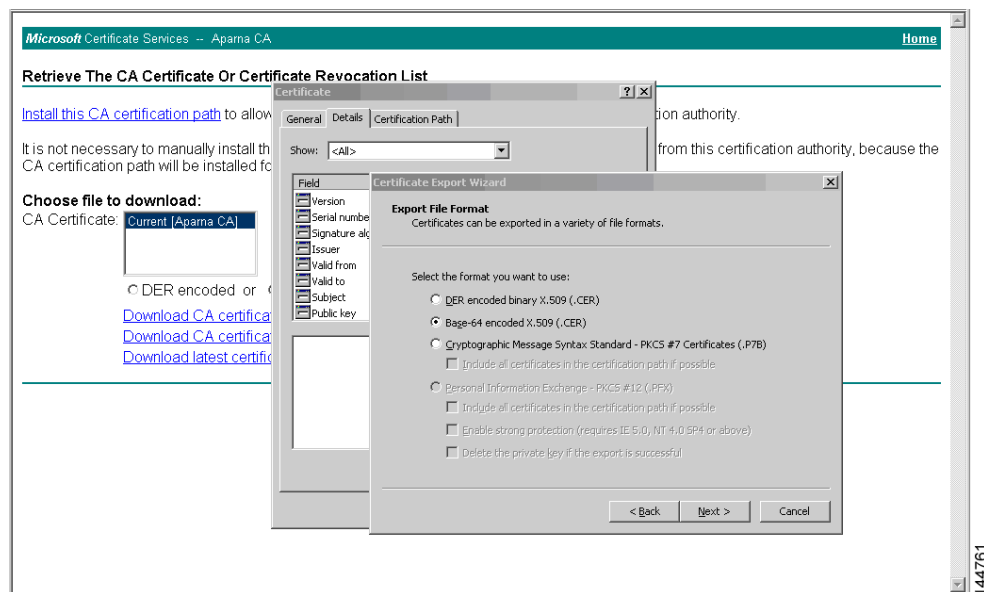 Microsoft Certificate Services -- Aparna CA Home
Retrieve The CA Certificate Or Certificate Revocation List
Install this CA certification path to allow
tion authority.
It is not necessary to manually install th
from this certification authority, because the
CA certification path will be installed fo
Choose file to download:
CA Certificate:
Current [Aparna CA]
DER encoded or
Download CA certifica
Download CA certifica
Download latest certific
Certificate
General Details Certification Path
Show: <All>
Field
Version
Serial numbe
Signature alg
Issuer
Valid from
Valid to
Subject
Public key
Certificate Export Wizard
Export File Format
Certificates can be exported in a variety of file formats.
Select the format you want to use:
DER encoded binary X.509 (.CER)
Base-64 encoded X.509 (.CER)
Cryptographic Message Syntax Standard - PKCS #7 Certificates (.P7B)
Include all certificates in the certification path if possible
Personal Information Exchange - PKCS #12 (.PFX)
Include all certificates in the certification path if possible
Enable strong protection (requires IE 5.0, NT 4.0 SP4 or above)
Delete the private key if the export is successful
< Back Next > Cancel
144761